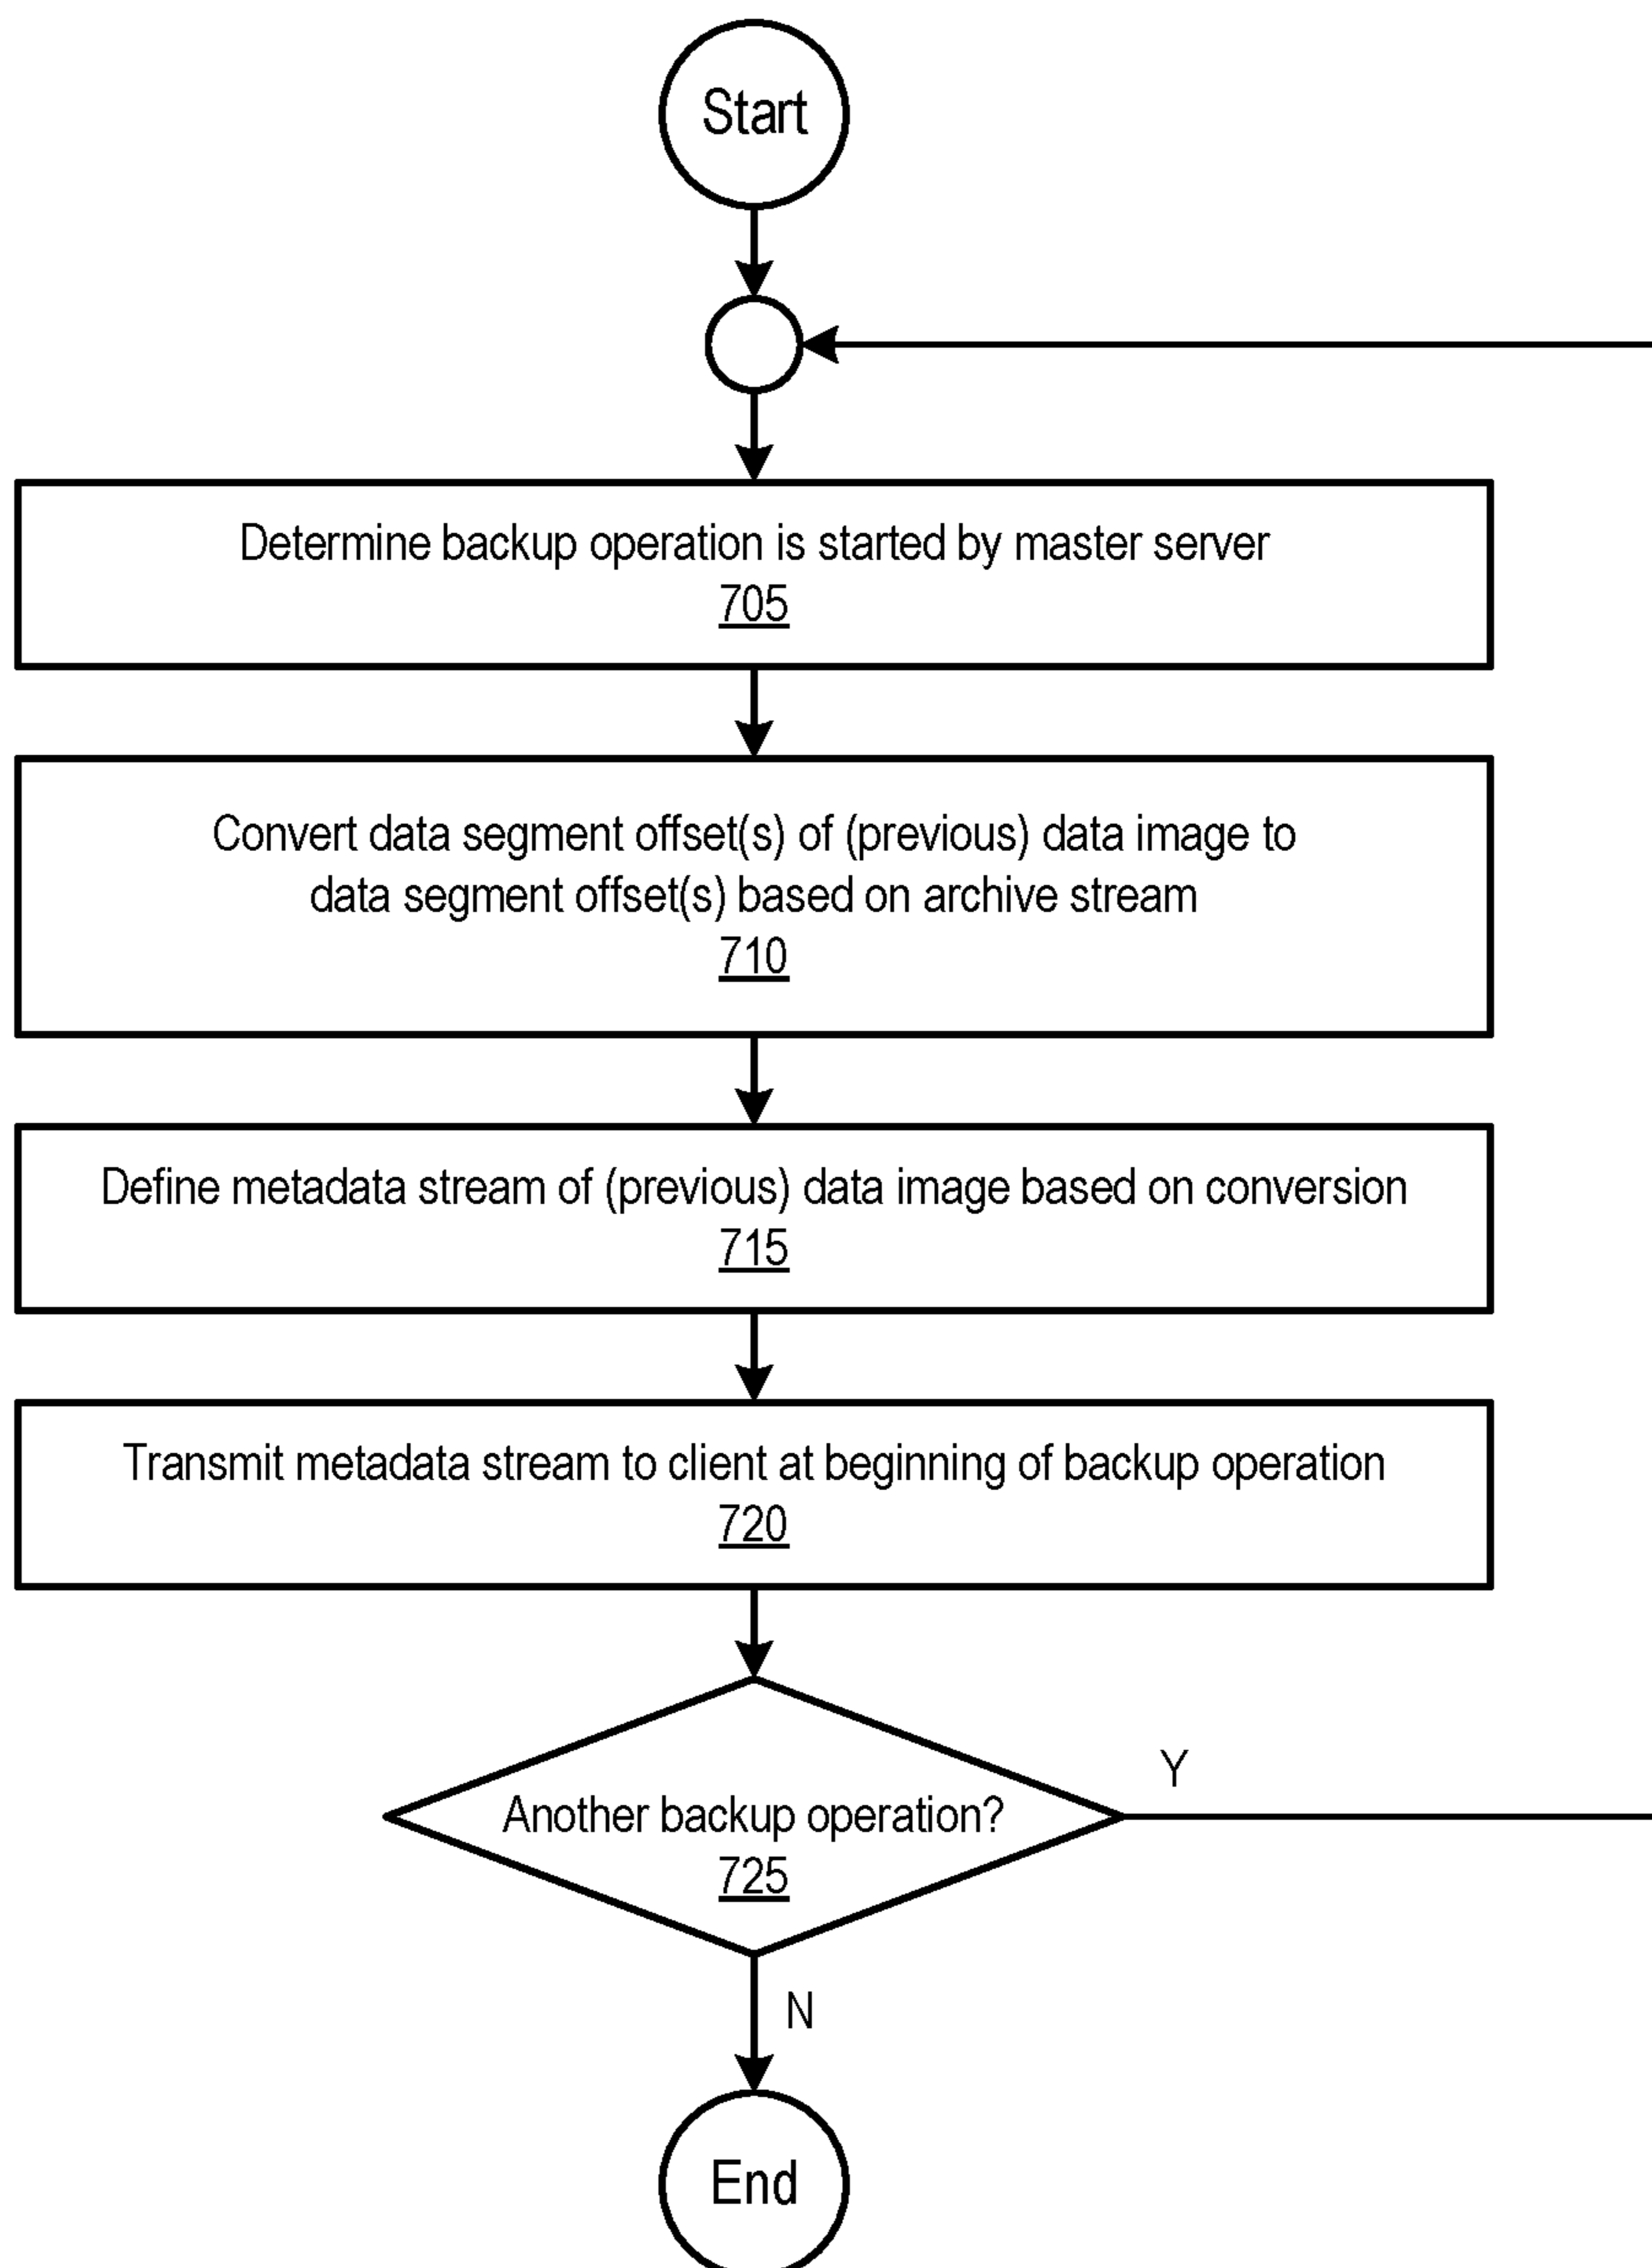 Start
Determine backup operation is started by master server
705
Convert data segment offset(s) of (previous) data image to
data segment offset(s) based on archive stream
710
Define metadata stream of (previous) data image based on conversion
715
Transmit metadata stream to client at beginning of backup operation
720
Y
Another backup operation?
725
N
End